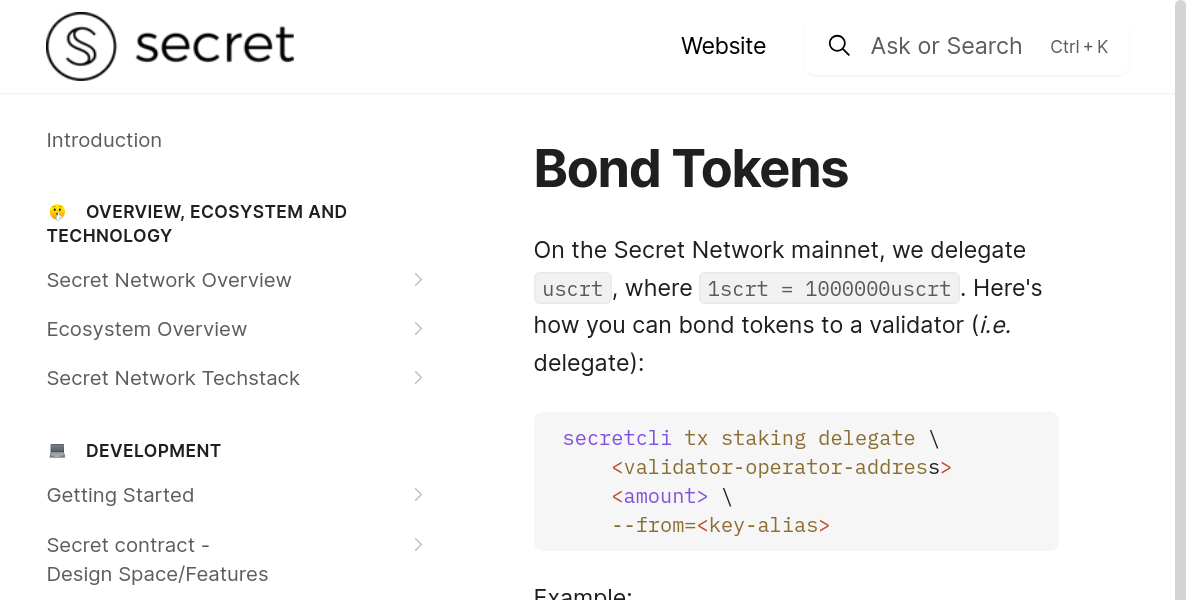 secret
Website
Ask or Search Ctrl + K
Introduction
OVERVIEW, ECOSYSTEM AND
TECHNOLOGY
Secret Network Overview
Ecosystem Overview
Secret Network Techstack
DEVELOPMENT
Getting Started
Secret contract -
Design Space/Features
Bond Tokens
On the Secret Network mainnet, we delegate
uscrt, where 1scrt = 1000000uscrt. Here's
how you can bond tokens to a validator (i.e.
delegate):
secretcli tx staking delegate \
    <validator-operator-address>
    <amount> \
    --from=<key-alias>
Example: